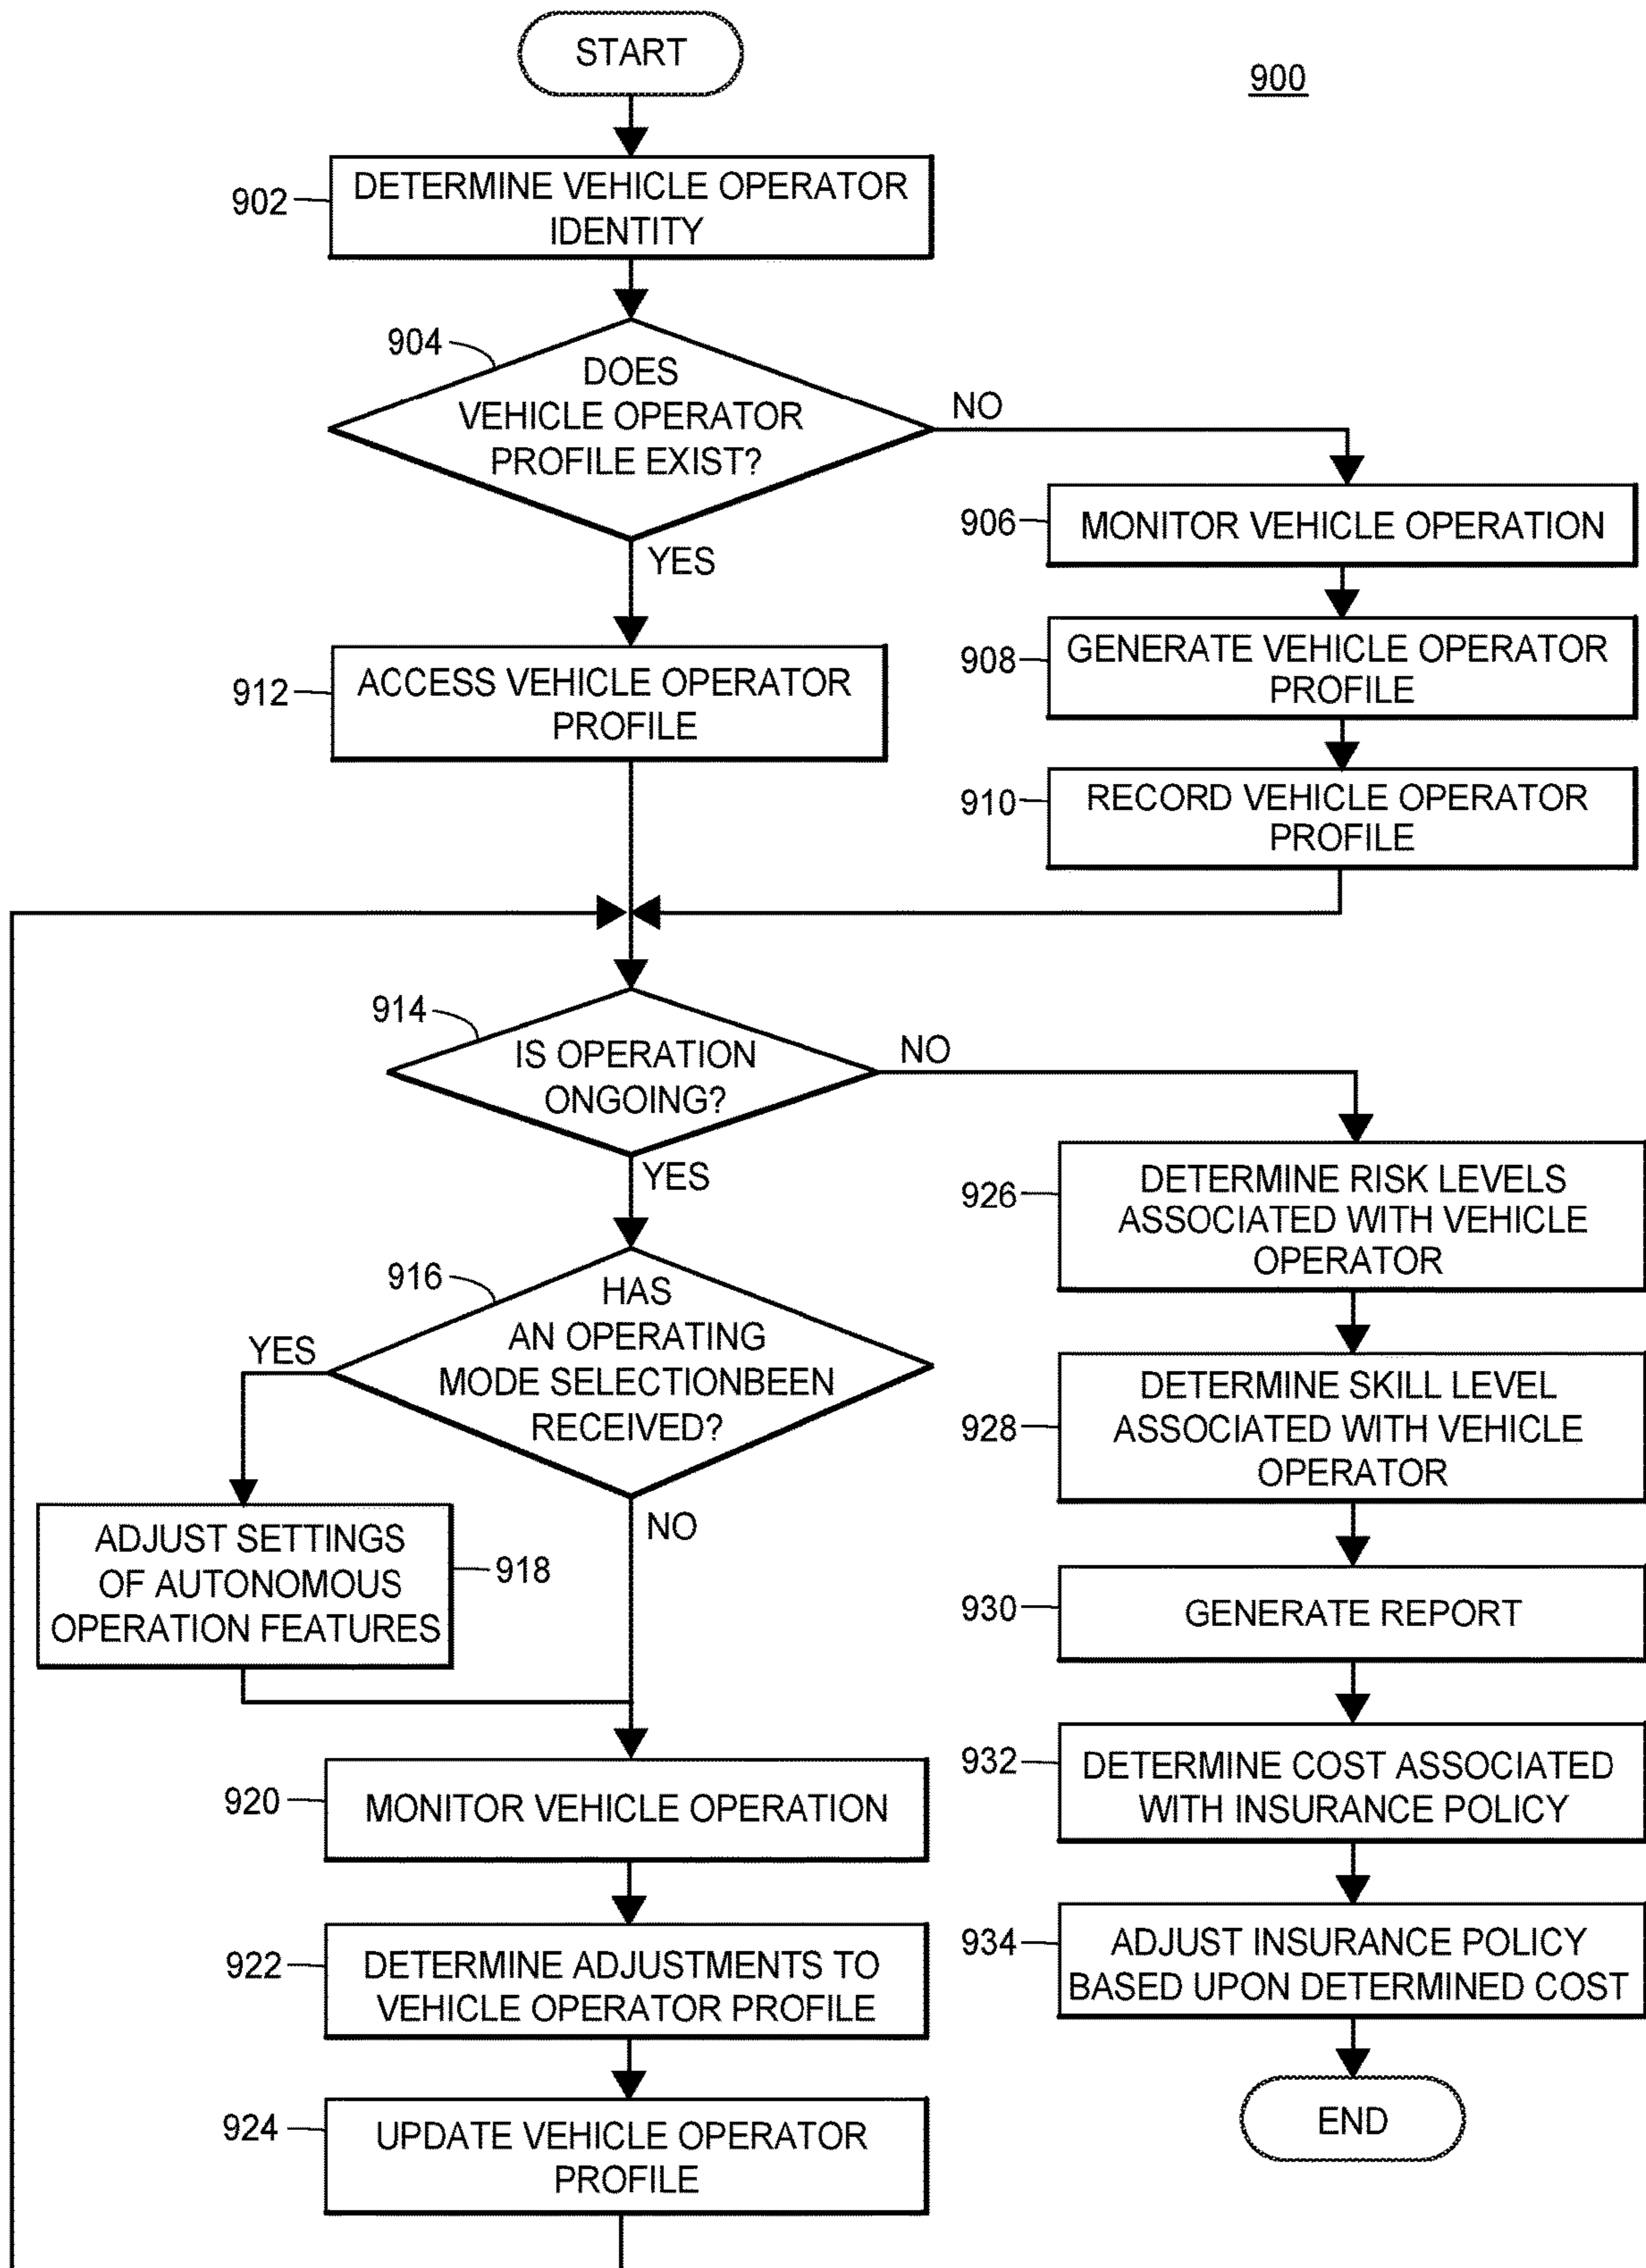 START
900
902
DETERMINE VEHICLE OPERATOR
IDENTITY
904
DOES
VEHICLE OPERATOR
PROFILE EXIST?
NO
YES
906
MONITOR VEHICLE OPERATION
908
GENERATE VEHICLE OPERATOR
PROFILE
910
RECORD VEHICLE OPERATOR
PROFILE
912
ACCESS VEHICLE OPERATOR
PROFILE
914
IS OPERATION
ONGOING?
NO
YES
916
HAS
AN OPERATING
MODE SELECTIONBEEN
RECEIVED?
YES
NO
ADJUST SETTINGS
OF AUTONOMOUS
OPERATION FEATURES
918
920
MONITOR VEHICLE OPERATION
922
DETERMINE ADJUSTMENTS TO
VEHICLE OPERATOR PROFILE
924
UPDATE VEHICLE OPERATOR
PROFILE
926
DETERMINE RISK LEVELS
ASSOCIATED WITH VEHICLE
OPERATOR
928
DETERMINE SKILL LEVEL
ASSOCIATED WITH VEHICLE
OPERATOR
930
GENERATE REPORT
932
DETERMINE COST ASSOCIATED
WITH INSURANCE POLICY
934
ADJUST INSURANCE POLICY
BASED UPON DETERMINED COST
END